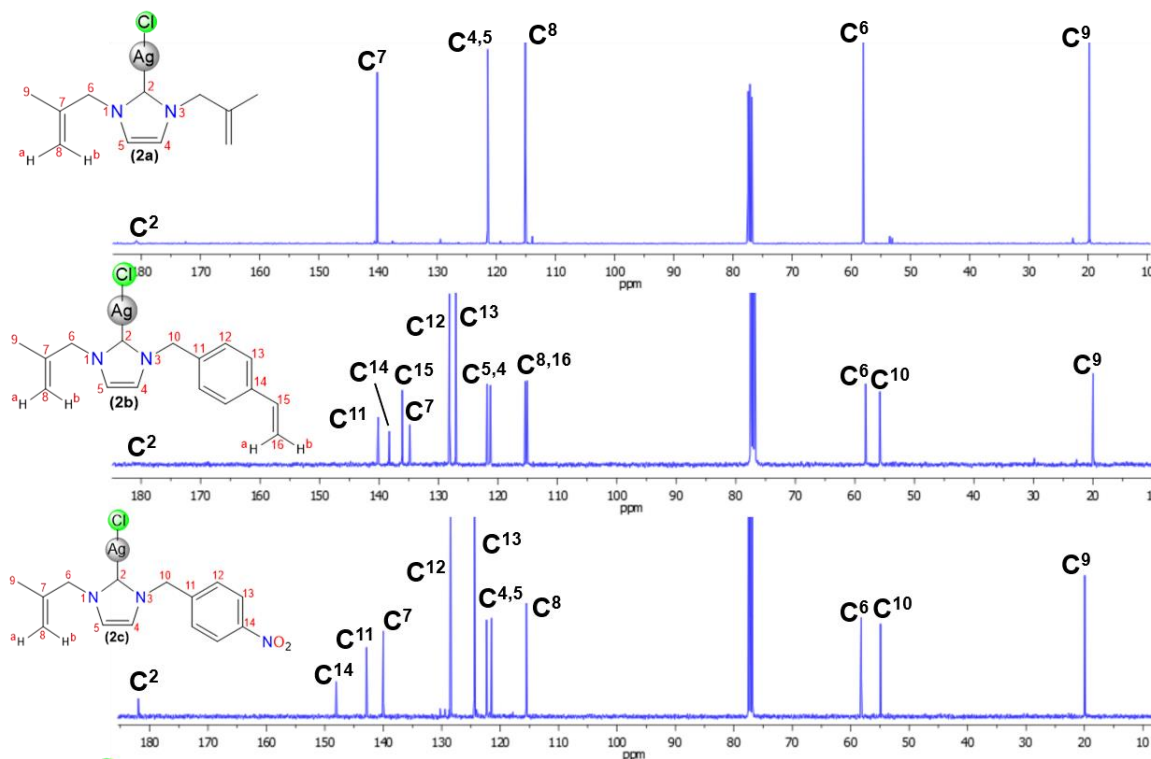 Cl
Ag
9
7
6
2
1
N
N
3
8
5
4
a
H
b
H
(2a)
C2
C7
C4,5
C8
C6
C9
180 170 160 150 140 130 120 110 100 90 80 70 60 50 40 30 20 10
ppm
Cl
Ag
9
7
6
2
10
11
12
13
1
N
N
3
14
15
8
5
4
16
a
H
b
H
a
H
b
H
(2b)
C2
C11
C14
C15
C7
C12
C13
C5,4
C8,16
C6
C10
C9
180 170 160 150 140 130 120 110 100 90 80 70 60 50 40 30 20 10
ppm
Cl
Ag
9
7
6
2
10
11
12
13
1
N
N
3
14
8
5
4
a
H
b
H
NO2
(2c)
C2
C14
C11
C7
C12
C13
C4,5
C8
C6
C10
C9
180 170 160 150 140 130 120 110 100 90 80 70 60 50 40 30 20 10
ppm